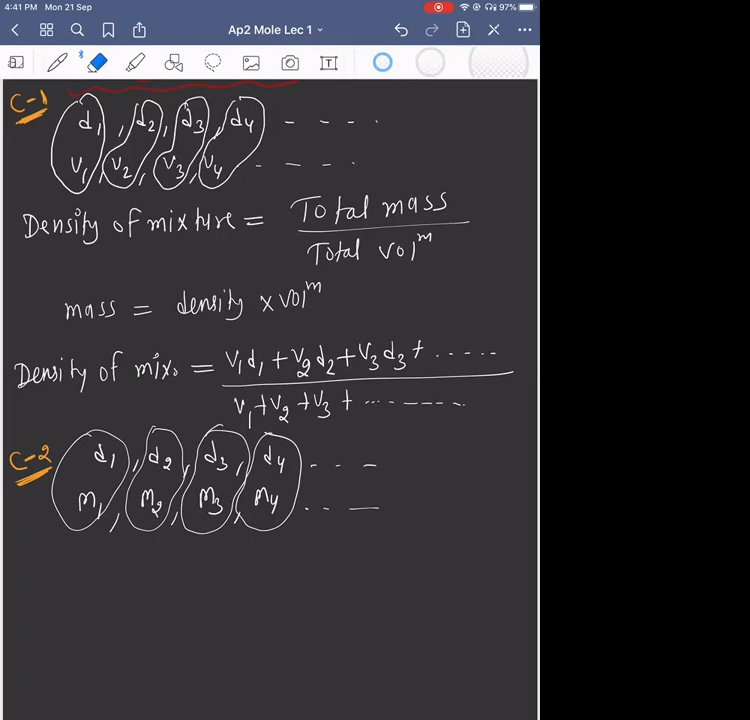 4:41 PM Mon 21 Sep 97%
Ap2 Mole Lec 1
C-1 d1, d2, d3, d4 - - - -
V1, V2, V3, V4 - - - -
Density of mixture = Total mass
Total volm
mass = density x volm
Density of mix. = V1d1 + V2d2 + V3d3 + ......
V1 + V2 + V3 + ... - - - - ..
C-2 d1, d2, d3, d4 - - - -
M1, M2, M3, M4 - - - -